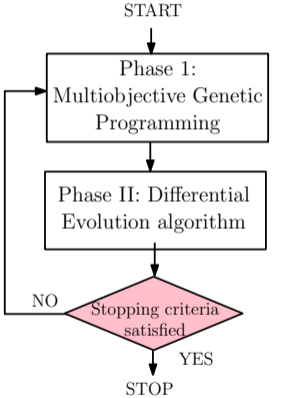 START
Phase 1:
Multiobjective Genetic
Programming
Phase II: Differential
Evolution algorithm
Stopping criteria
satisfied
NO
YES
STOP